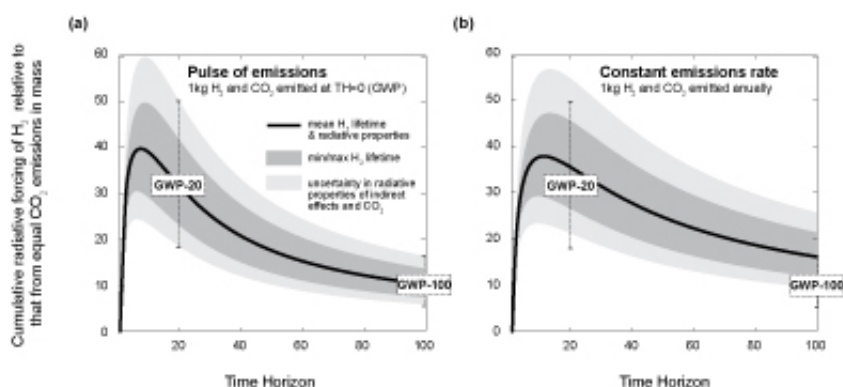 (a)
(b)
Cumulative radiative forcing of H2 relative to
that from equal CO2 emissions in mass
60
50
40
30
20
10
0
Pulse of emissions
1kg H2 and CO2 emitted at TH=0 (GWP)
mean H2 lifetime
& radiative properties
min/max H2 lifetime
uncertainty in radiative
properties of indirect
effects and CO2
GWP-20
GWP-100
20
40
60
80
100
Time Horizon
60
50
40
30
20
10
0
Constant emissions rate
1kg H2 and CO2 emitted annually
GWP-20
GWP-100
20
40
60
80
100
Time Horizon